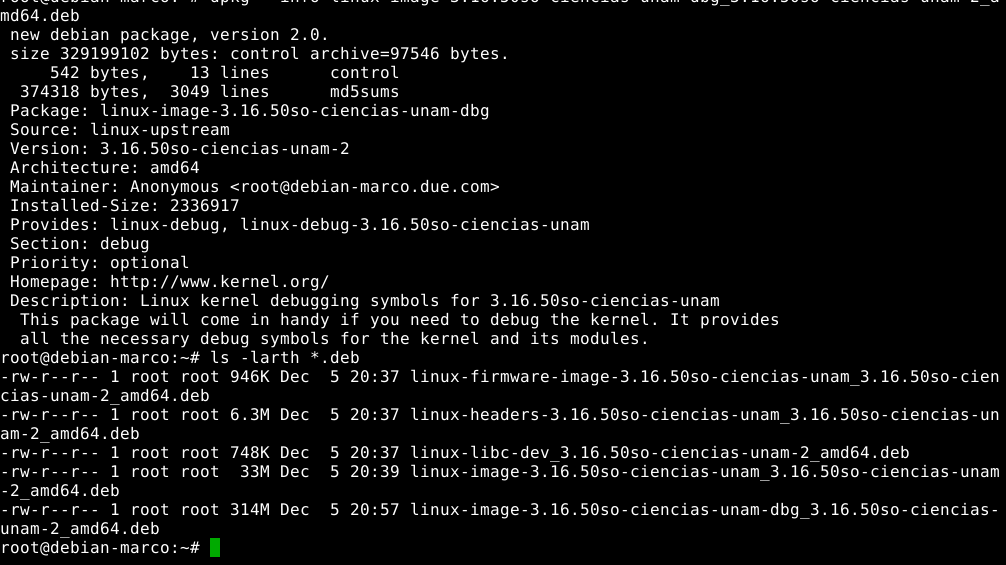 root@debian-marco:~# dpkg --info linux-image-3.16.50so-ciencias-unam-dbg_3.16.50so-ciencias-unam-2_a
md64.deb
 new debian package, version 2.0.
 size 329199102 bytes: control archive=97546 bytes.
     542 bytes,    13 lines      control
  374318 bytes,  3049 lines      md5sums
 Package: linux-image-3.16.50so-ciencias-unam-dbg
 Source: linux-upstream
 Version: 3.16.50so-ciencias-unam-2
 Architecture: amd64
 Maintainer: Anonymous <root@debian-marco.due.com>
 Installed-Size: 2336917
 Provides: linux-debug, linux-debug-3.16.50so-ciencias-unam
 Section: debug
 Priority: optional
 Homepage: http://www.kernel.org/
 Description: Linux kernel debugging symbols for 3.16.50so-ciencias-unam
  This package will come in handy if you need to debug the kernel. It provides
  all the necessary debug symbols for the kernel and its modules.
root@debian-marco:~# ls -larth *.deb
-rw-r--r-- 1 root root 946K Dec  5 20:37 linux-firmware-image-3.16.50so-ciencias-unam_3.16.50so-cien
cias-unam-2_amd64.deb
-rw-r--r-- 1 root root 6.3M Dec  5 20:37 linux-headers-3.16.50so-ciencias-unam_3.16.50so-ciencias-un
am-2_amd64.deb
-rw-r--r-- 1 root root 748K Dec  5 20:37 linux-libc-dev_3.16.50so-ciencias-unam-2_amd64.deb
-rw-r--r-- 1 root root  33M Dec  5 20:39 linux-image-3.16.50so-ciencias-unam_3.16.50so-ciencias-unam
-2_amd64.deb
-rw-r--r-- 1 root root 314M Dec  5 20:57 linux-image-3.16.50so-ciencias-unam-dbg_3.16.50so-ciencias-
unam-2_amd64.deb
root@debian-marco:~#